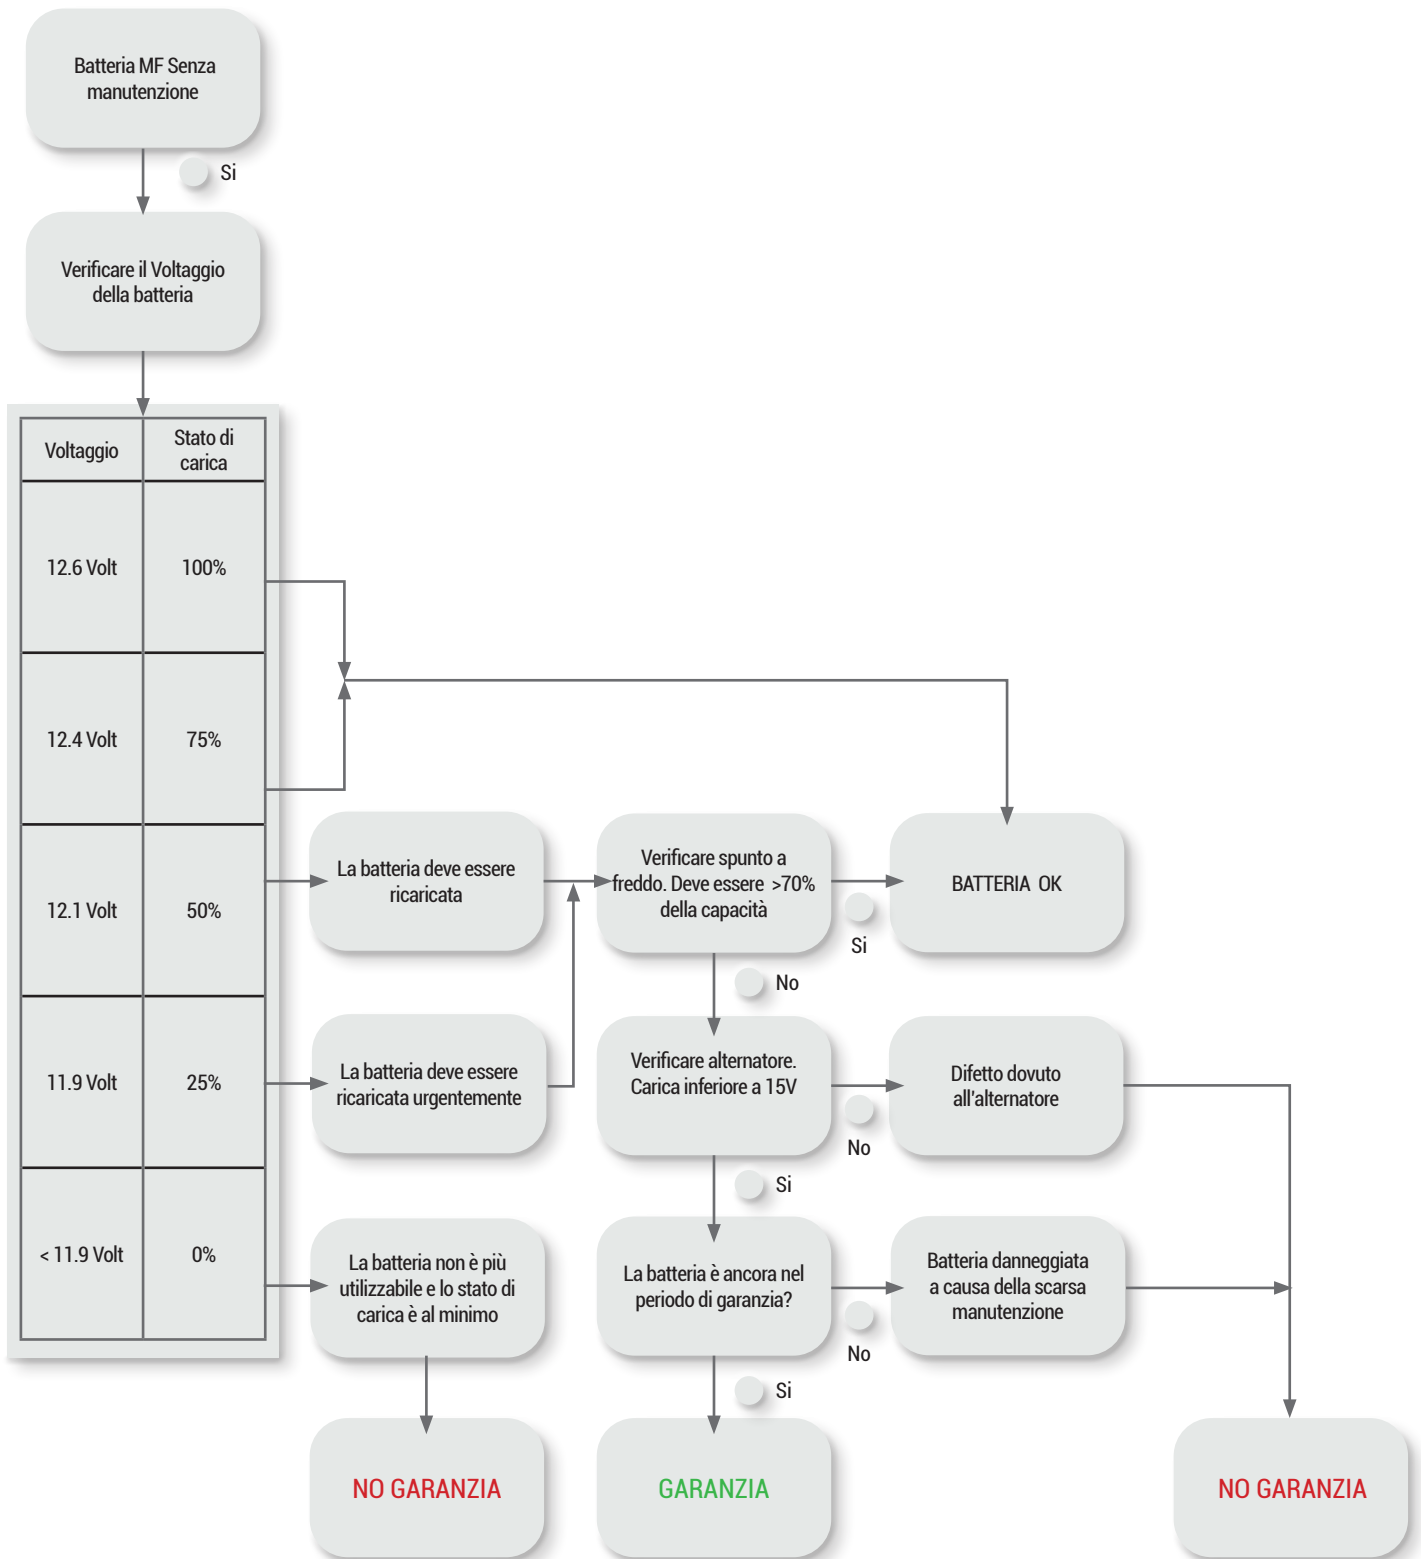 Batteria MF Senza
manutenzione
Si
Verificare il Voltaggio
della batteria
Voltaggio
Stato di
carica
12.6 Volt
100%
12.4 Volt
75%
12.1 Volt
50%
11.9 Volt
25%
< 11.9 Volt
0%
La batteria deve essere
ricaricata
Verificare spunto a
freddo. Deve essere >70%
della capacità
Si
BATTERIA OK
No
La batteria deve essere
ricaricata urgentemente
Verificare alternatore.
Carica inferiore a 15V
No
Difetto dovuto
all'alternatore
Si
La batteria non è più
utilizzabile e lo stato di
carica è al minimo
La batteria è ancora nel
periodo di garanzia?
No
Batteria danneggiata
a causa della scarsa
manutenzione
Si
NO GARANZIA
GARANZIA
NO GARANZIA